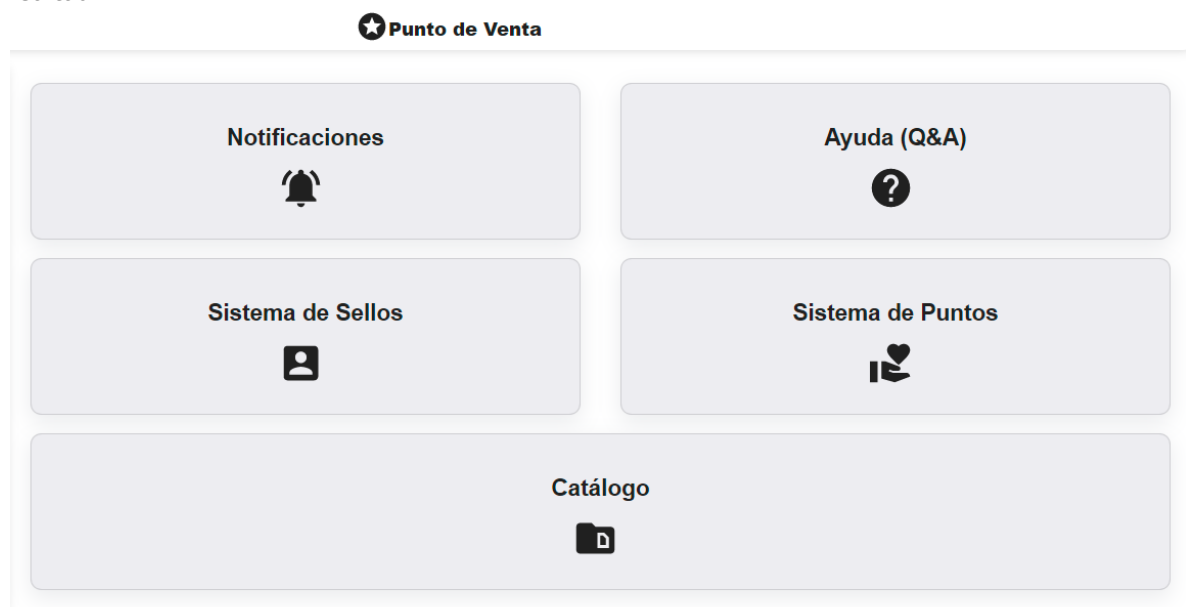 Punto de Venta
Notificaciones
Ayuda (Q&A)
Sistema de Sellos
Sistema de Puntos
Catálogo